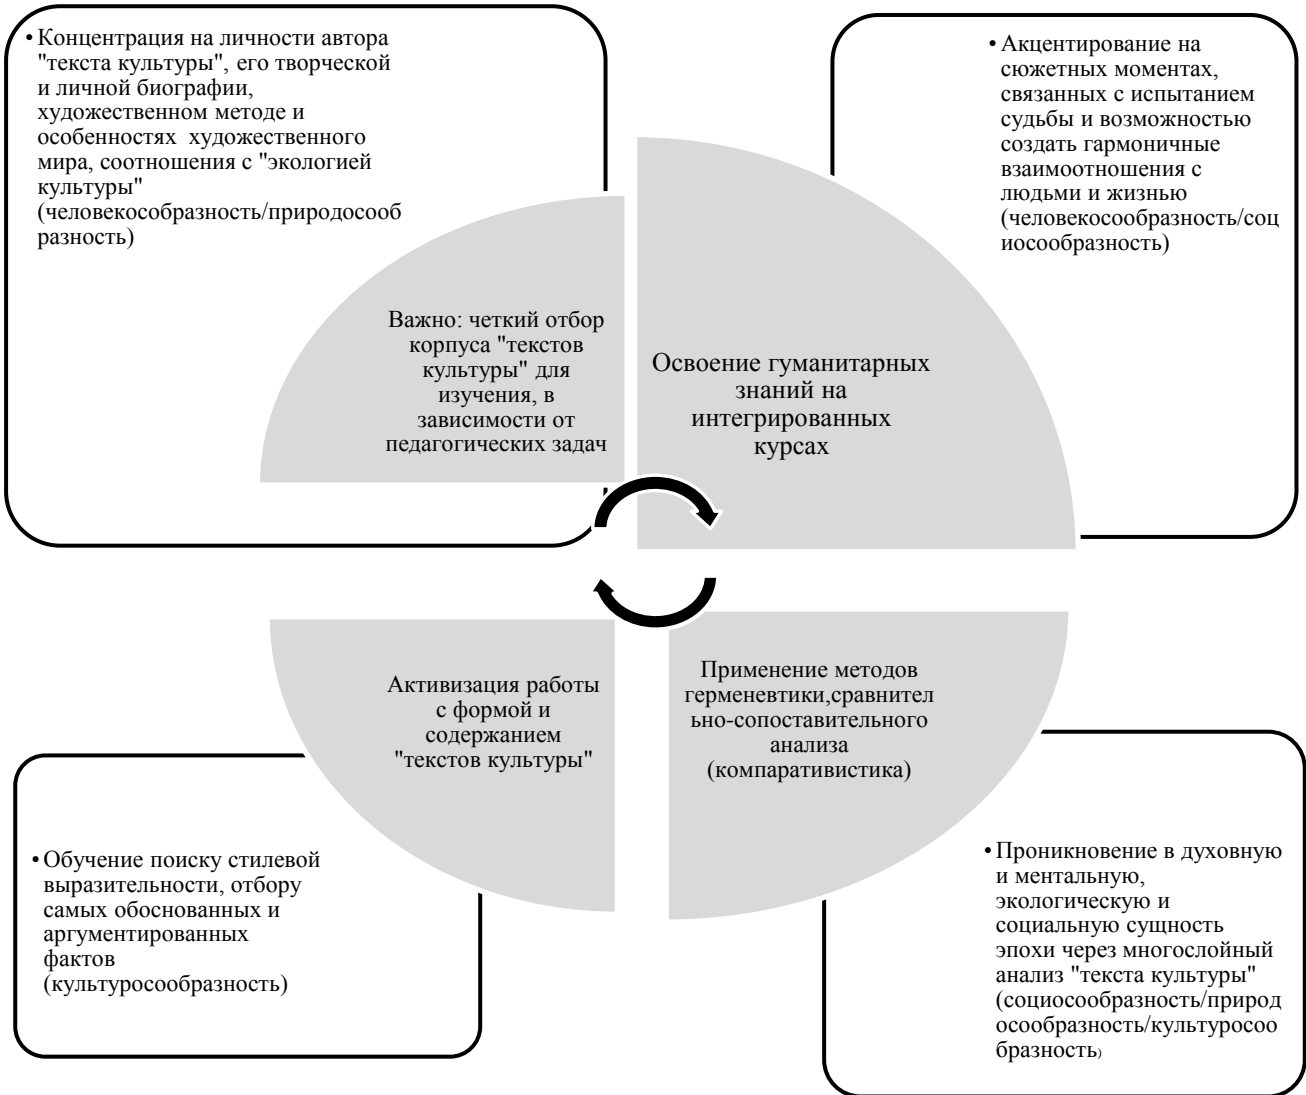 • Концентрация на личности автора
"текста культуры", его творческой
и личной биографии,
художественном методе и
особенностях художественного
мира, соотношения с "экологией
культуры"
(человекособразность/природосооб
разность)
• Акцентирование на
сюжетных моментах,
связанных с испытанием
судьбы и возможностью
создать гармоничные
взаимоотношения с
людьми и жизнью
(человекосообразность/соц
иосообразность)
Важно: четкий отбор
корпуса "текстов
культуры" для
изучения, в
зависимости от
педагогических задач
Освоение гуманитарных
знаний на
интегрированных
курсах
Активизация работы
с формой и
содержанием
"текстов культуры"
Применение методов
герменевтики,сравнител
ьно-сопоставительного
анализа
(компаративистика)
• Обучение поиску стилевой
выразительности, отбору
самых обоснованных и
аргументированных
фактов
(культуросообразность)
• Проникновение в духовную
и ментальную,
экологическую и
социальную сущность
эпохи через многослойный
анализ "текста культуры"
(социосообразность/природ
осообразность/культуросоо
бразность)